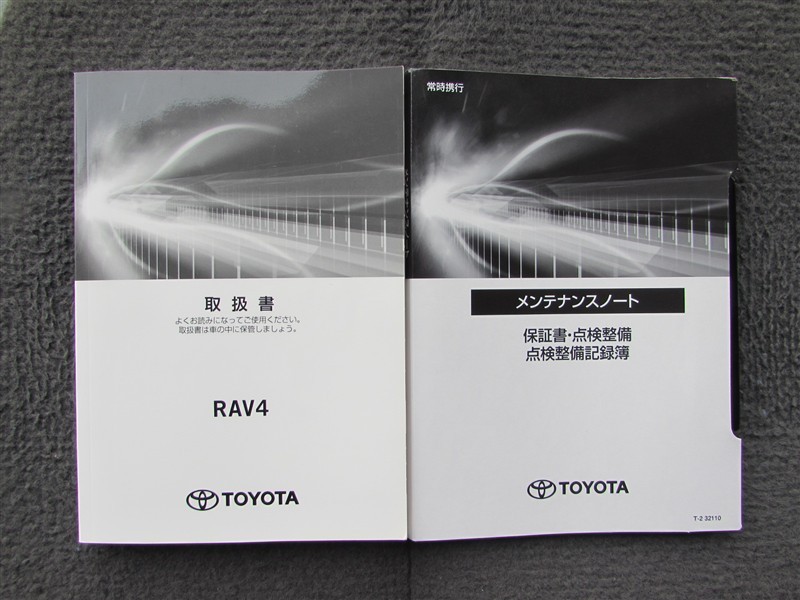 取扱書
よくお読みになってご使用ください。
取扱書は車の中に保管しましょう。
RAV4
TOYOTA
常時携行
メンテナンスノート
保証書・点検整備
点検整備記録簿
TOYOTA
T-2 32110